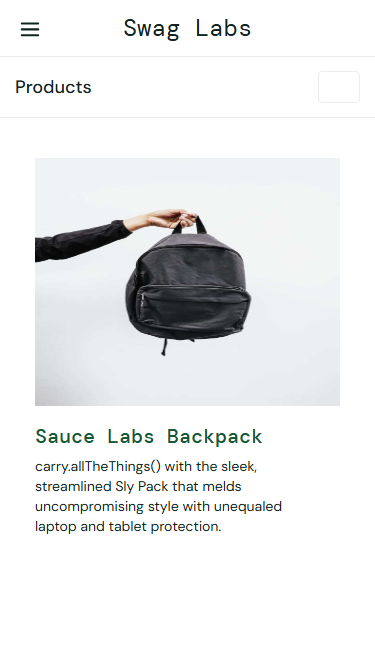 Swag Labs
Products
Sauce Labs Backpack
carry.allTheThings() with the sleek,
streamlined Sly Pack that melds
uncompromising style with unequaled
laptop and tablet protection.